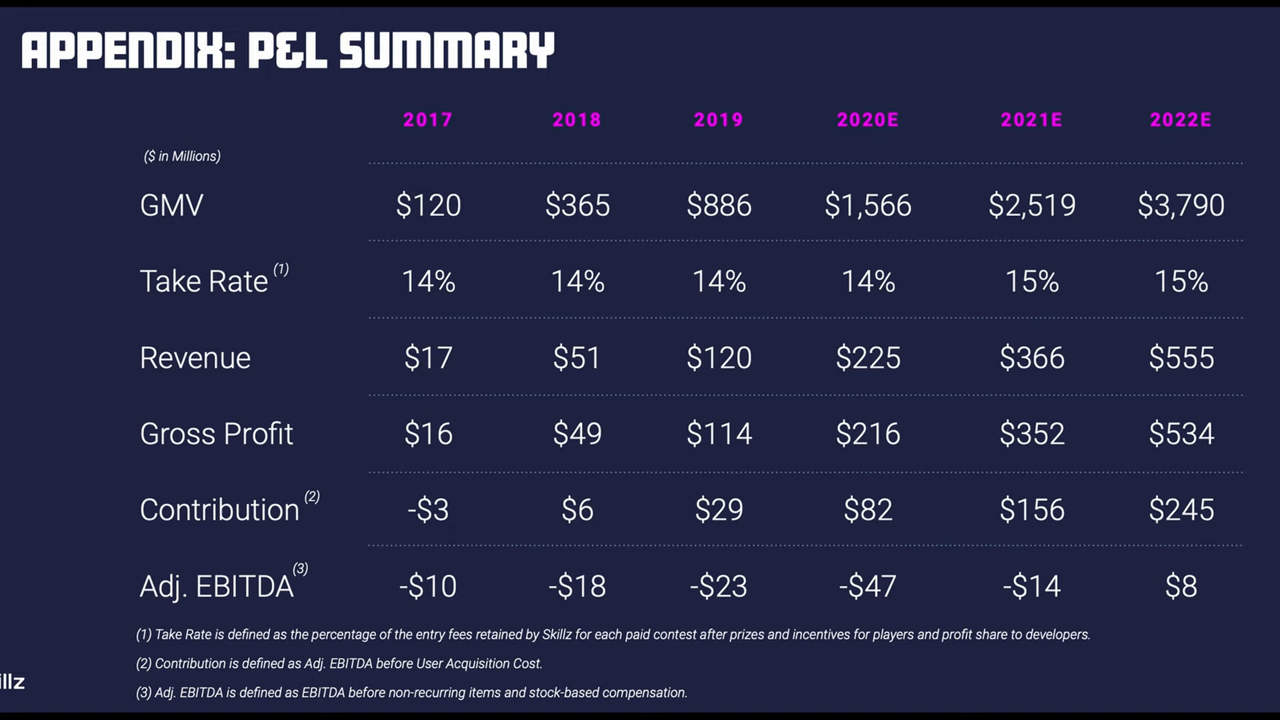 APPENDIX: P&L SUMMARY
2017 2018 2019 2020E 2021E 2022E
($ in Millions)
GMV $120 $365 $886 $1,566 $2,519 $3,790
Take Rate (1) 14% 14% 14% 14% 15% 15%
Revenue $17 $51 $120 $225 $366 $555
Gross Profit $16 $49 $114 $216 $352 $534
Contribution (2) -$3 $6 $29 $82 $156 $245
Adj. EBITDA (3) -$10 -$18 -$23 -$47 -$14 $8
(1) Take Rate is defined as the percentage of the entry fees retained by Skillz for each paid contest after prizes and incentives for players and profit share to developers.
(2) Contribution is defined as Adj. EBITDA before User Acquisition Cost.
illz
(3) Adj. EBITDA is defined as EBITDA before non-recurring items and stock-based compensation.